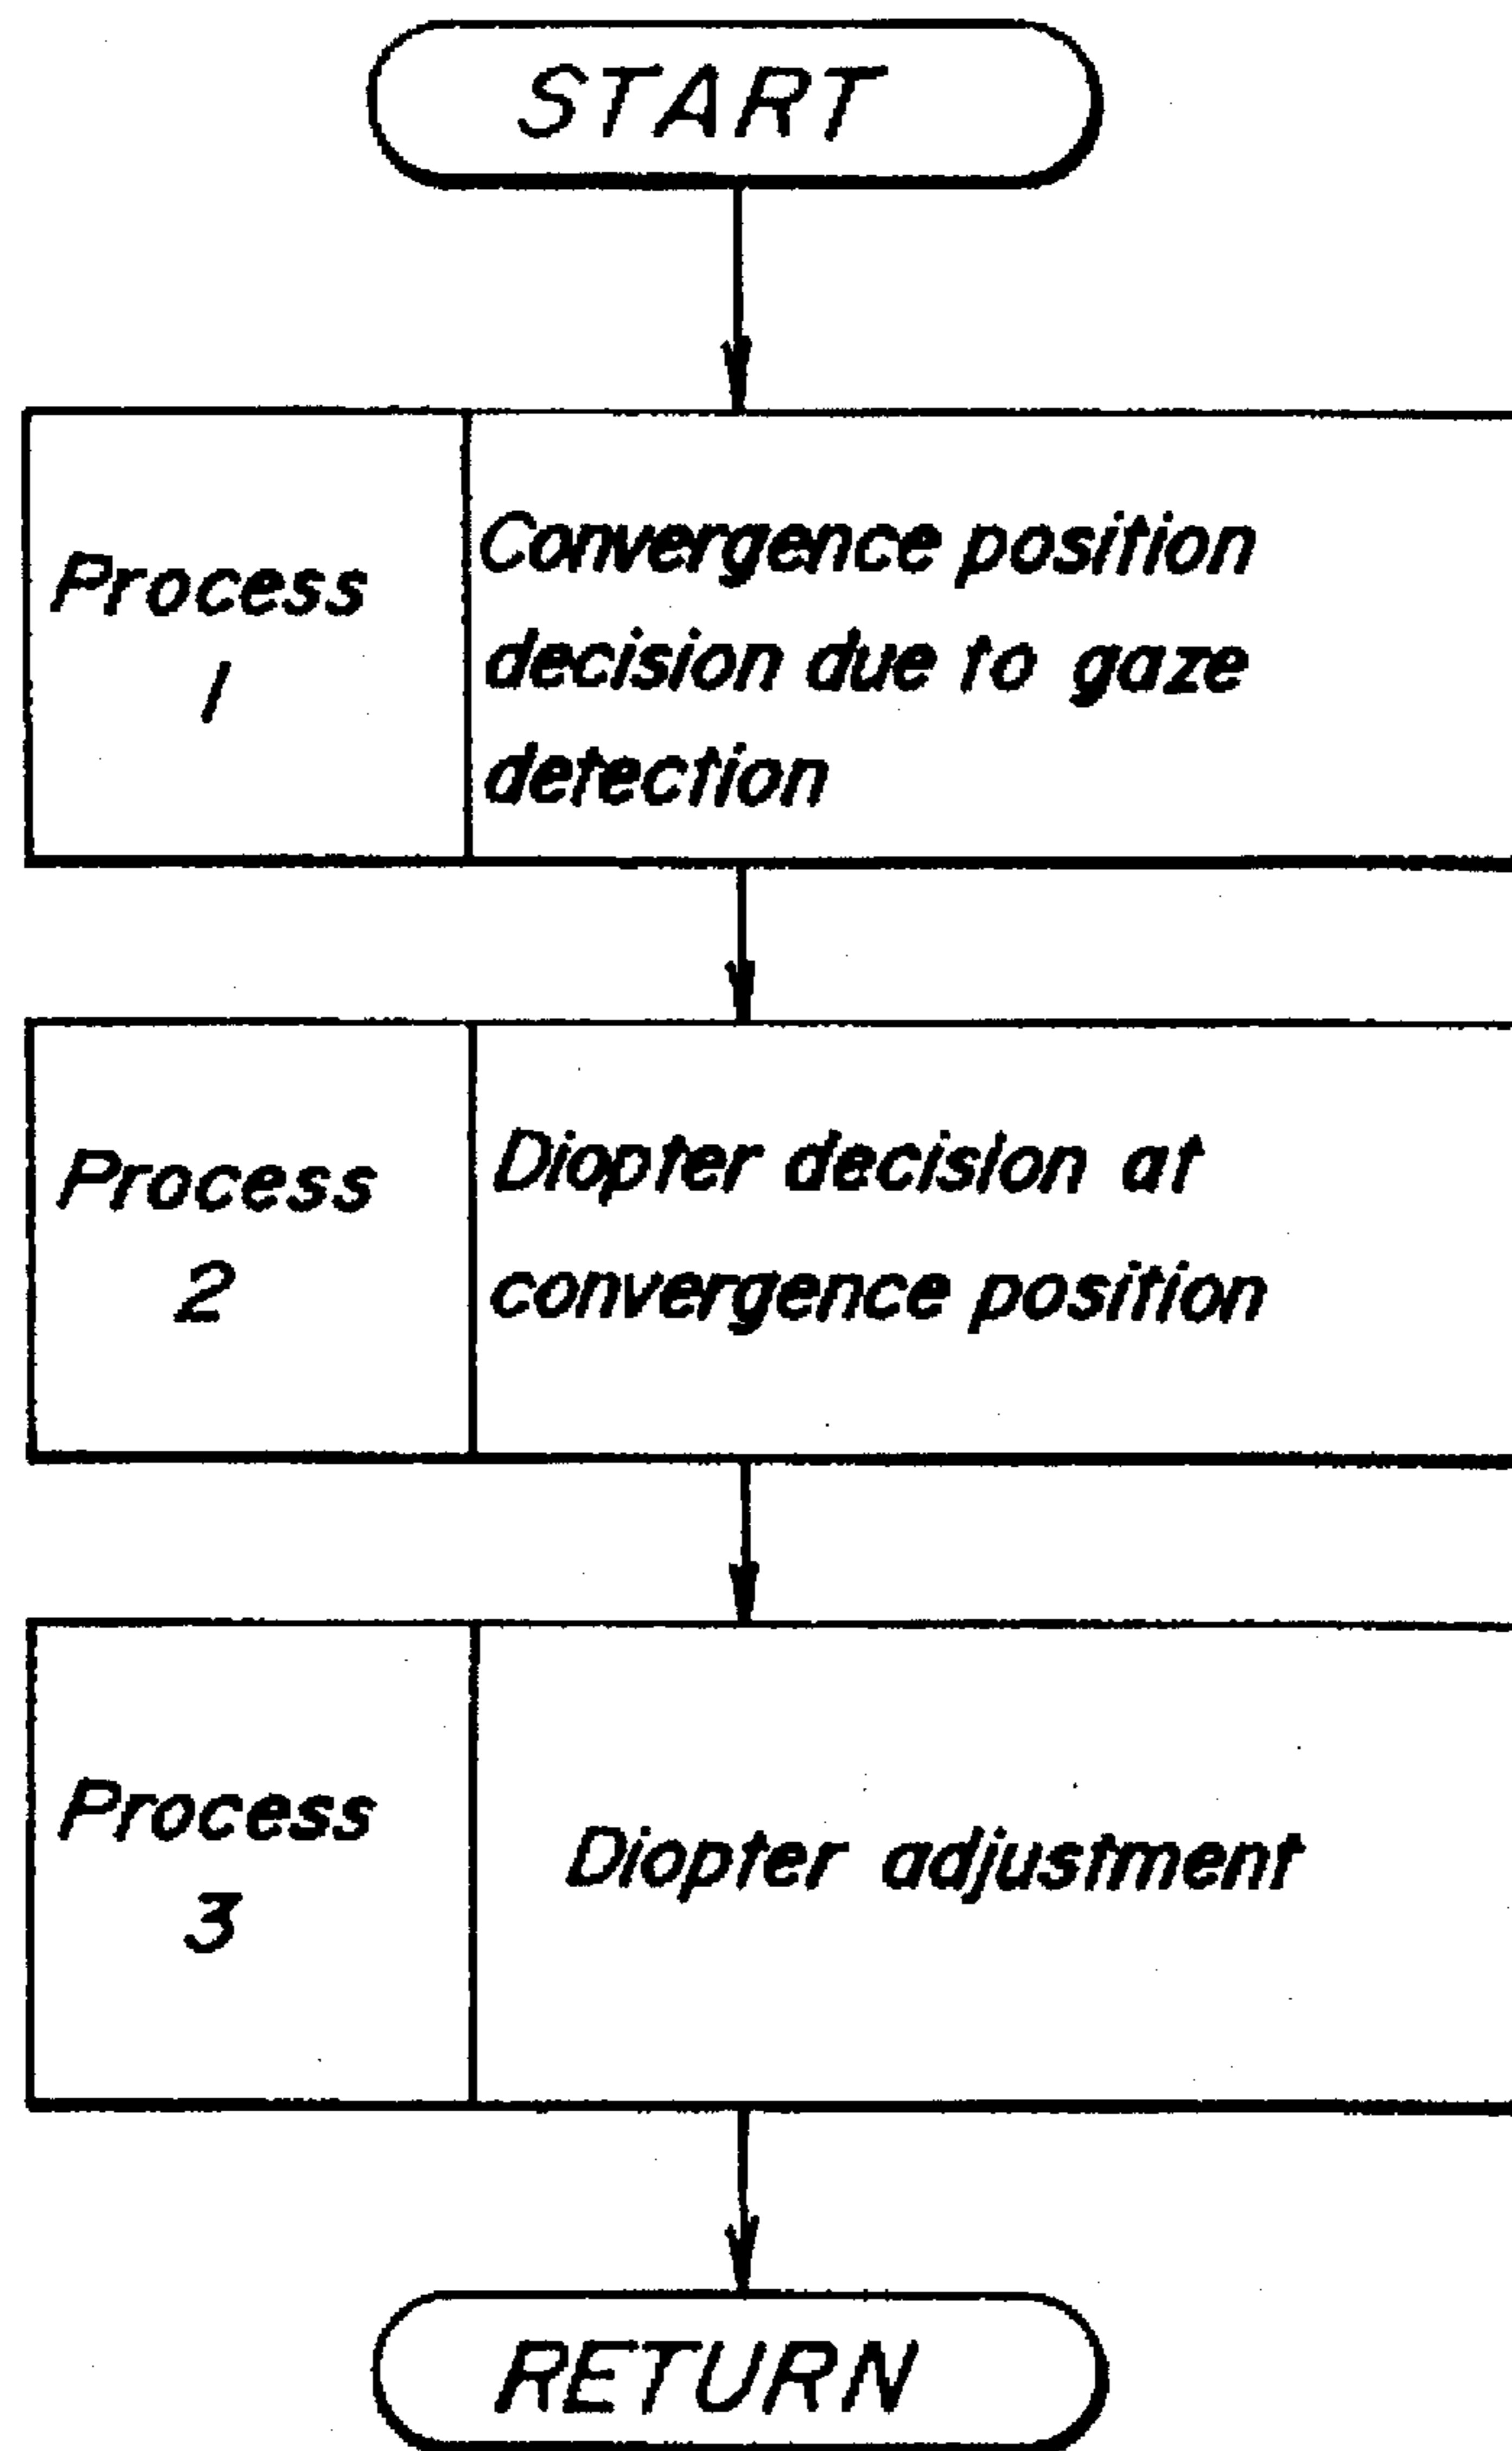 START
Process
1
Convergence position
decision due to gaze
detection
Process
2
Diopter decision at
convergence position
Process
3
Diopter adjustment
RETURN